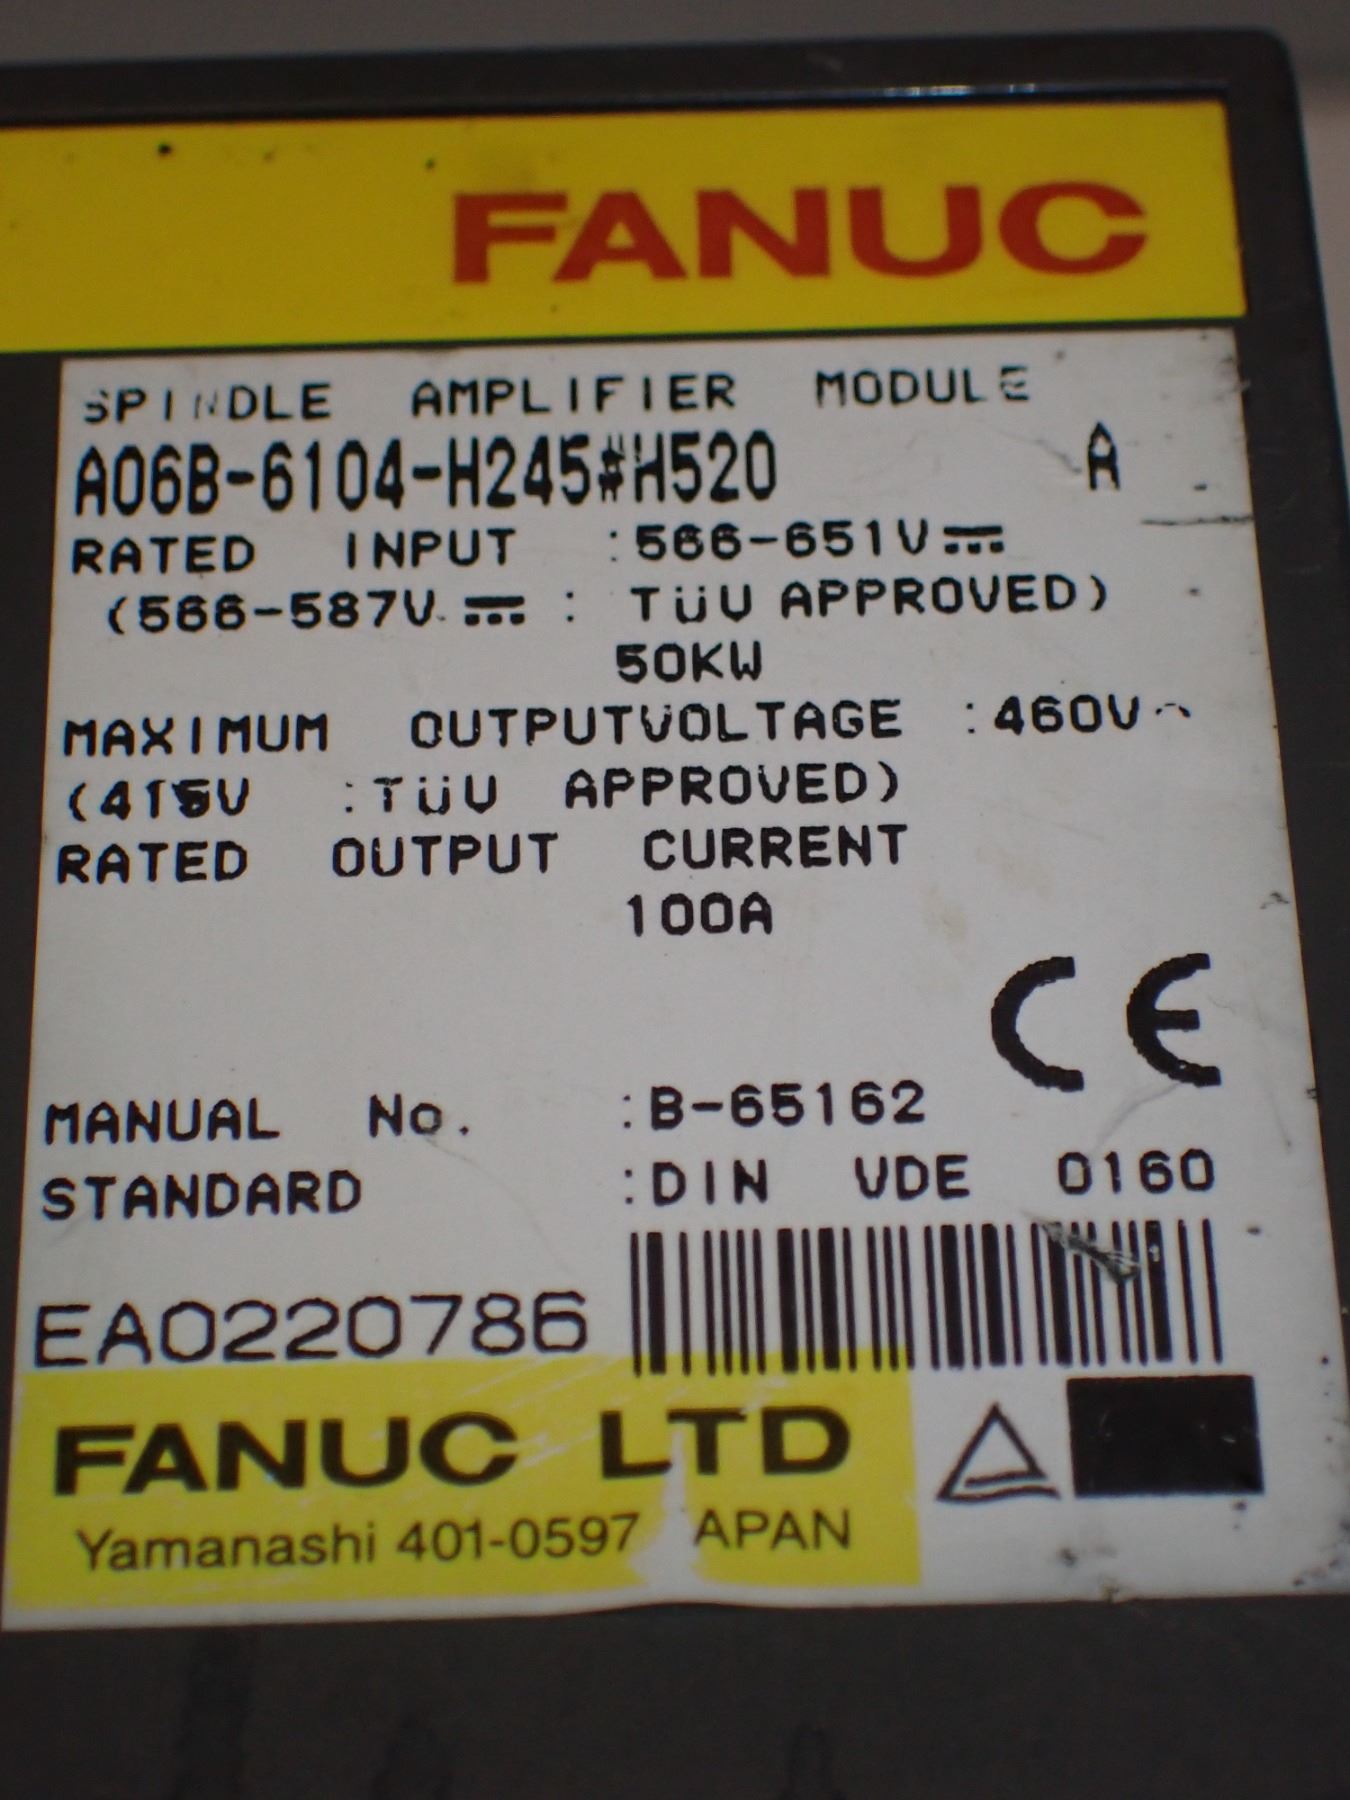 FANUC
SPINDLE AMPLIFIER MODULE
A06B-6104-H245#H520 A
RATED INPUT :566-651V⎓
(566-587V⎓ : TÜV APPROVED)
50KW
MAXIMUM OUTPUTVOLTAGE :460V~
(415V :TÜV APPROVED)
RATED OUTPUT CURRENT
100A
CE
MANUAL No. :B-65162
STANDARD :DIN VDE 0160
EA0220786
FANUC LTD
Yamanashi 401-0597 APAN